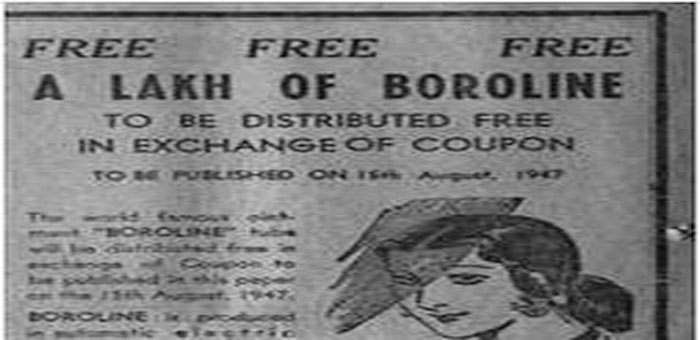 FREE FREE FREE
A LAKH OF BOROLINE
TO BE DISTRIBUTED FREE
IN EXCHANGE OF COUPON
TO BE PUBLISHED ON 15th August, 1947
The world famous oint-
ment "BOROLINE" tube
will be distributed free in
exchange of Coupon to
be published in this paper
on the 15th August, 1947.
BOROLINE is produced
in automatic electric